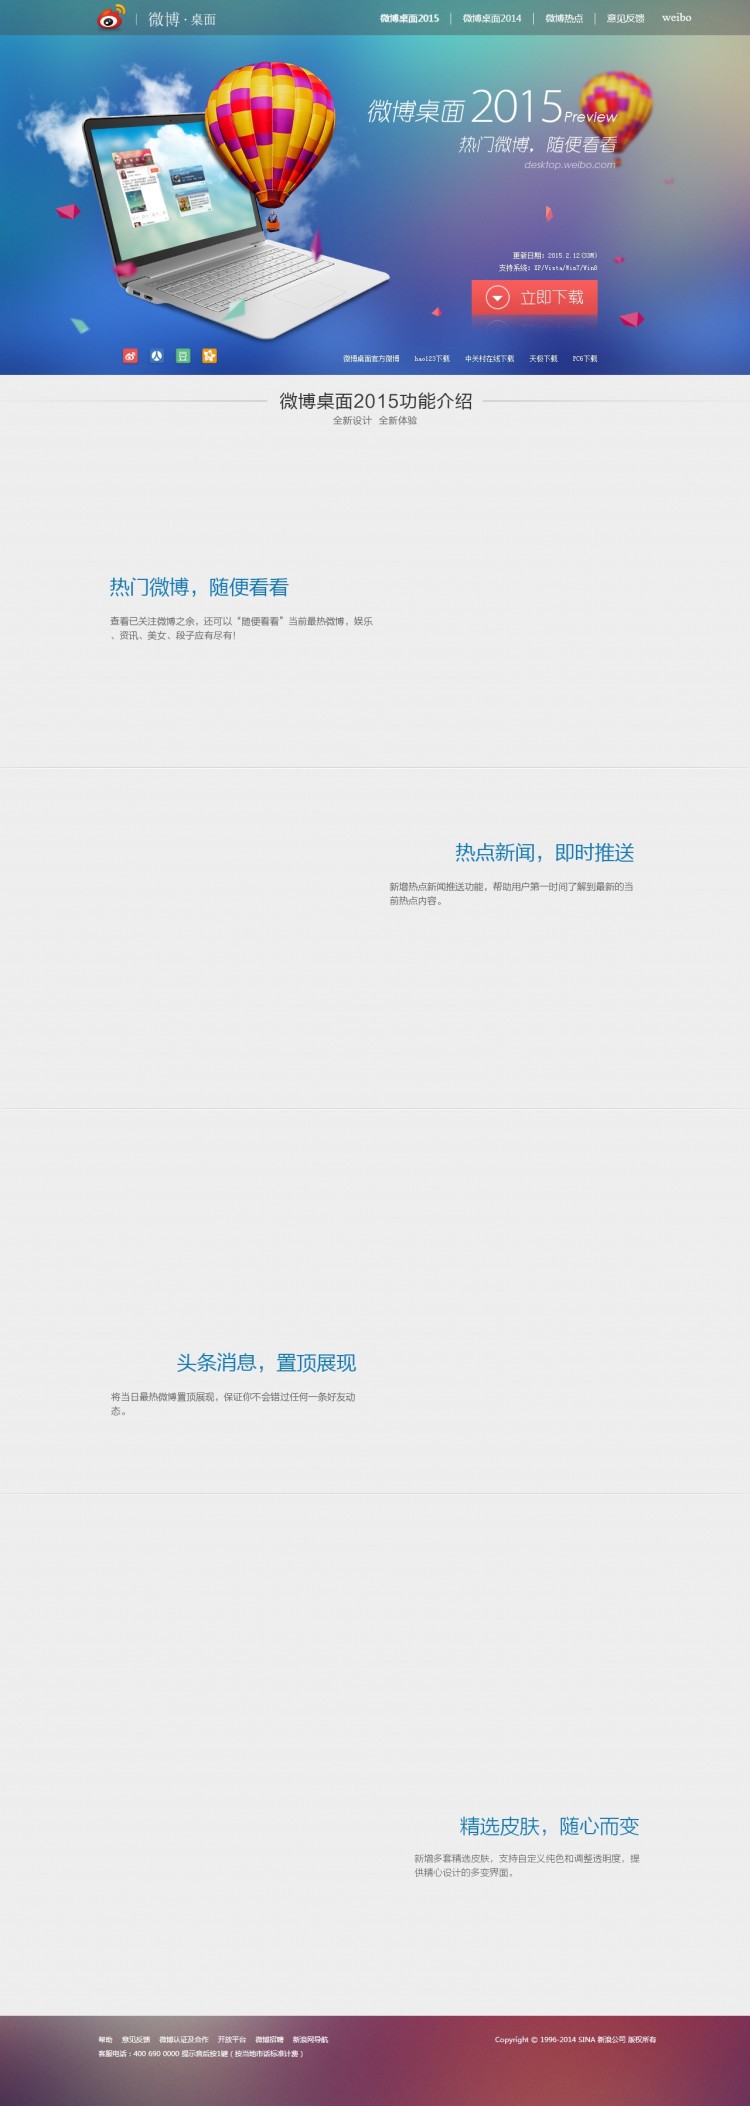 微博·桌面
微博桌面2015 微博桌面2014 微博热点 意见反馈 weibo
微博桌面 2015 Preview
热门微博，随便看看
desktop.weibo.com
更新日期：2015.2.12(33M)
支持系统：XP/Vista/Win7/Win8
立即下载
微博桌面官方微博 hao123下载 中关村在线下载 天极下载 PC6下载
微博桌面2015功能介绍
全新设计 全新体验
热门微博，随便看看
查看已关注微博之余，还可以“随便看看”当前最热微博，娱乐
、资讯、美女、段子应有尽有！
热点新闻，即时推送
新增热点新闻推送功能，帮助用户第一时间了解到最新的当
前热点内容。
头条消息，置顶展现
将当日最热微博置顶展现，保证你不会错过任何一条好友动
态。
精选皮肤，随心而变
新增多套精选皮肤，支持自定义纯色和调整透明度，提
供精心设计的多变界面。
帮助 意见反馈 微博认证及合作 开放平台 微博招聘 新浪网导航
客服电话：400 690 0000 提示音后按1键（按当地市话标准计费）
Copyright © 1996-2014 SINA 新浪公司 版权所有